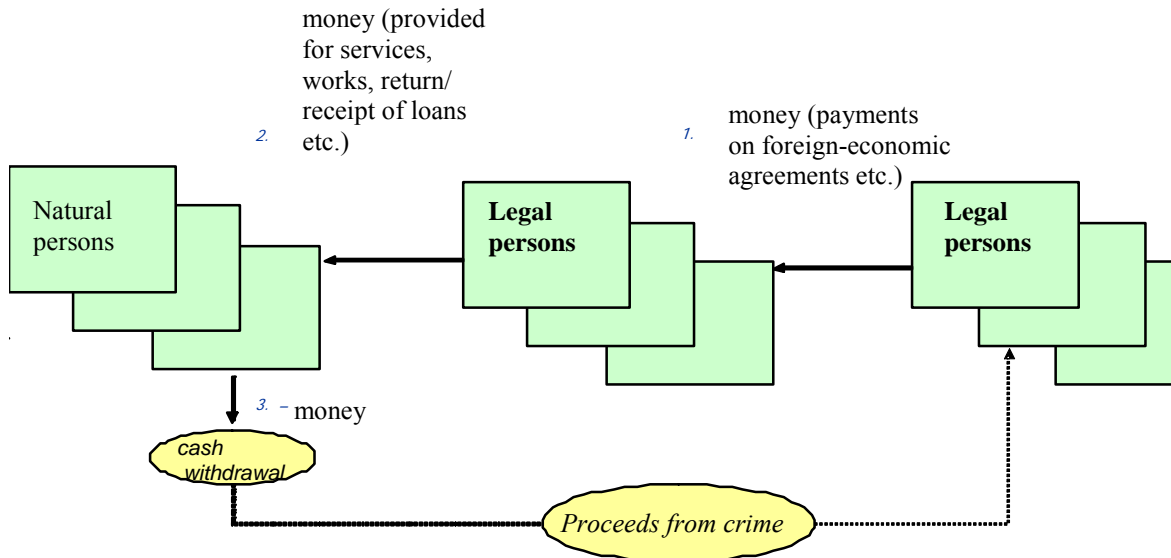 money (provided
for services,
works, return/
receipt of loans
etc.)
2.
1.
money (payments
on foreign-economic
agreements etc.)
Natural
persons
Legal
persons
Legal
persons
3. – money
cash
withdrawal
Proceeds from crime